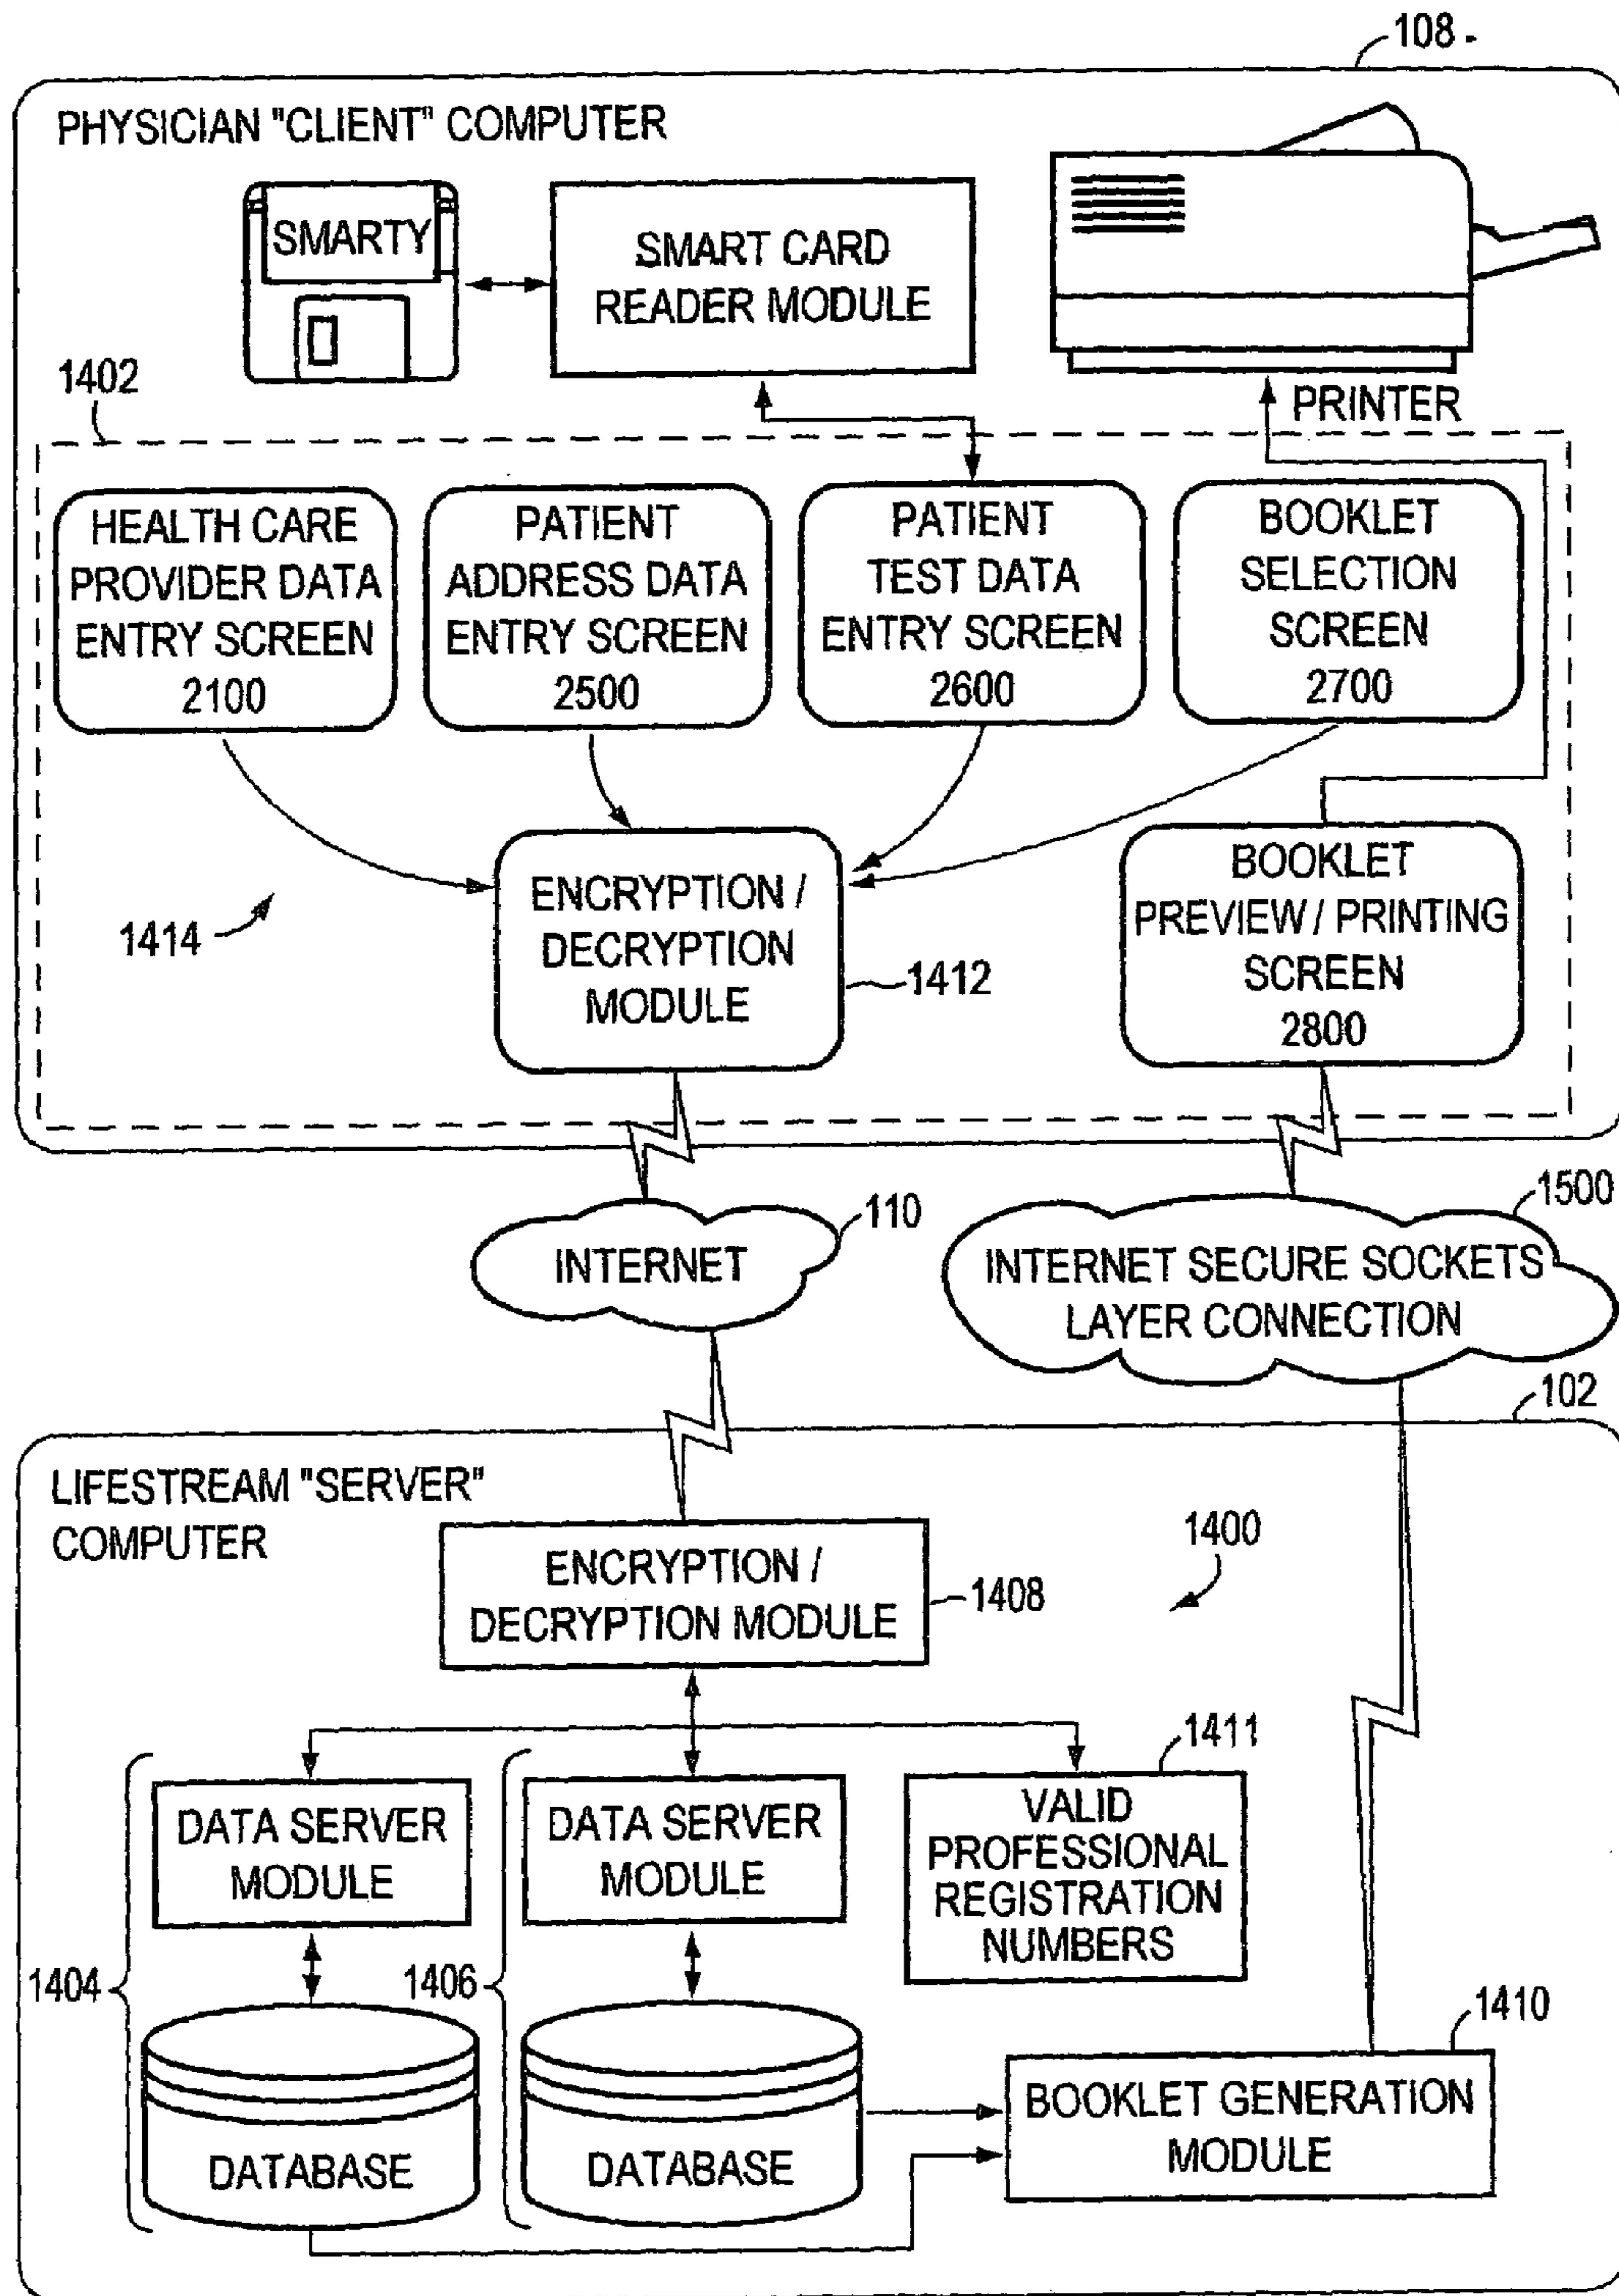 108
PHYSICIAN "CLIENT" COMPUTER
SMARTY
SMART CARD
READER MODULE
PRINTER
1402
HEALTH CARE
PROVIDER DATA
ENTRY SCREEN
2100
PATIENT
ADDRESS DATA
ENTRY SCREEN
2500
PATIENT
TEST DATA
ENTRY SCREEN
2600
BOOKLET
SELECTION
SCREEN
2700
1414
ENCRYPTION /
DECRYPTION
MODULE
1412
BOOKLET
PREVIEW / PRINTING
SCREEN
2800
INTERNET
110
INTERNET SECURE SOCKETS
LAYER CONNECTION
1500
102
LIFESTREAM "SERVER"
COMPUTER
ENCRYPTION /
DECRYPTION MODULE
1408
1400
1404
DATA SERVER
MODULE
DATABASE
1406
DATA SERVER
MODULE
DATABASE
1411
VALID
PROFESSIONAL
REGISTRATION
NUMBERS
1410
BOOKLET GENERATION
MODULE